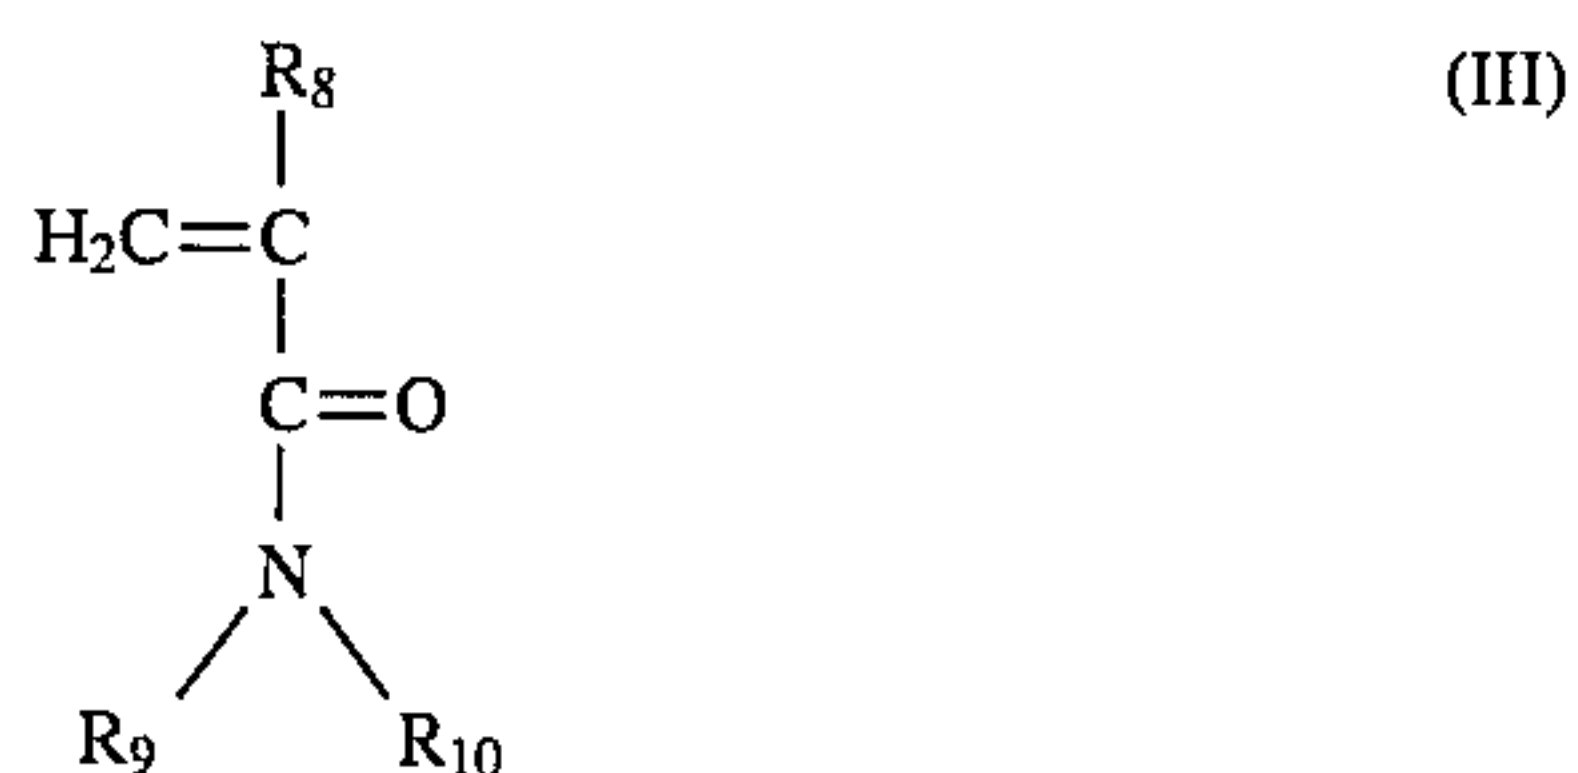 R₈ (III)
H₂C=C
C=O
N
R₉ R₁₀